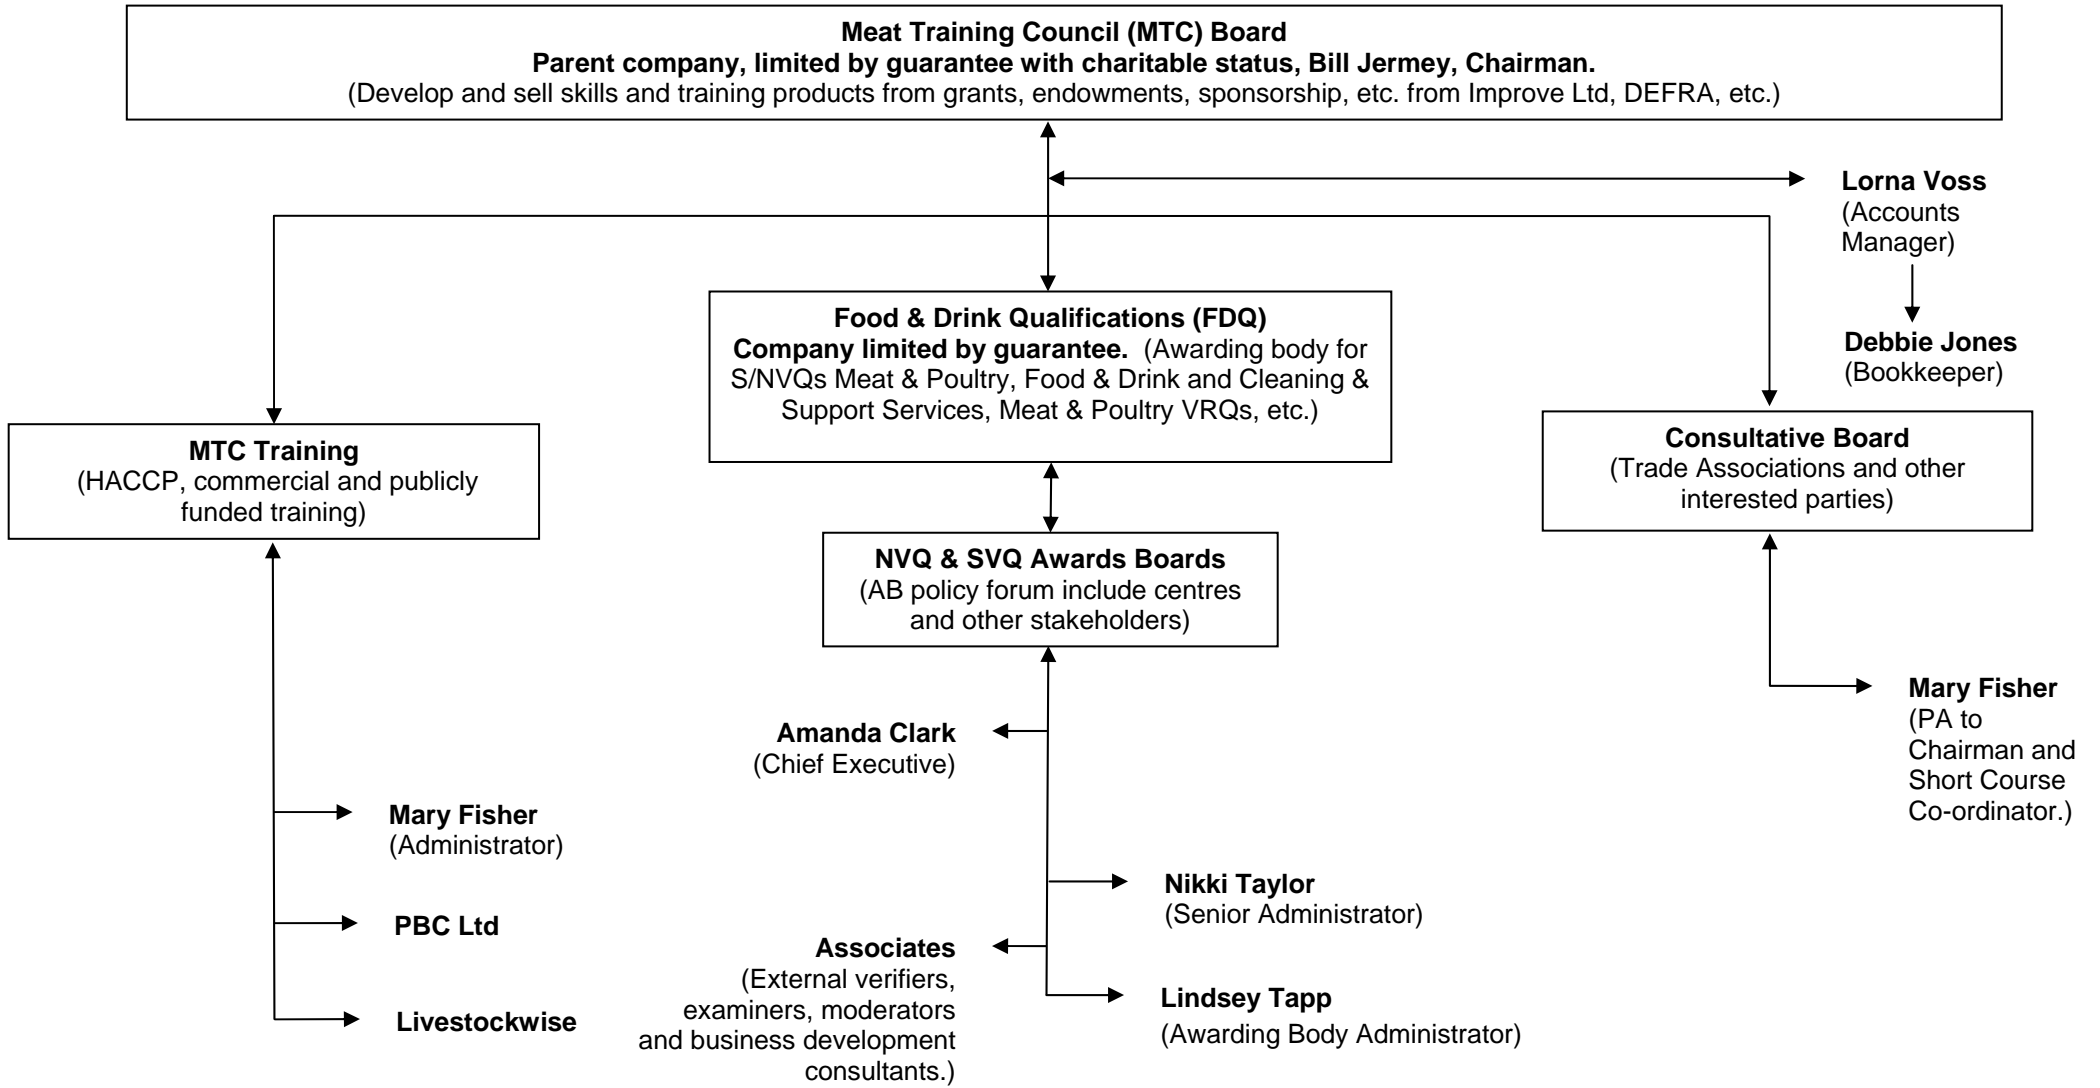 Meat Training Council (MTC) Board
Parent company, limited by guarantee with charitable status, Bill Jermey, Chairman.
(Develop and sell skills and training products from grants, endowments, sponsorship, etc. from Improve Ltd, DEFRA, etc.)
Lorna Voss
(Accounts
Manager)
Debbie Jones
(Bookkeeper)
Food & Drink Qualifications (FDQ)
Company limited by guarantee. (Awarding body for
S/NVQs Meat & Poultry, Food & Drink and Cleaning &
Support Services, Meat & Poultry VRQs, etc.)
MTC Training
(HACCP, commercial and publicly
funded training)
Consultative Board
(Trade Associations and other
interested parties)
NVQ & SVQ Awards Boards
(AB policy forum include centres
and other stakeholders)
Mary Fisher
(PA to
Chairman and
Short Course
Co-ordinator.)
Amanda Clark
(Chief Executive)
Mary Fisher
(Administrator)
PBC Ltd
Livestockwise
Nikki Taylor
(Senior Administrator)
Associates
(External verifiers,
examiners, moderators
and business development
consultants.)
Lindsey Tapp
(Awarding Body Administrator)